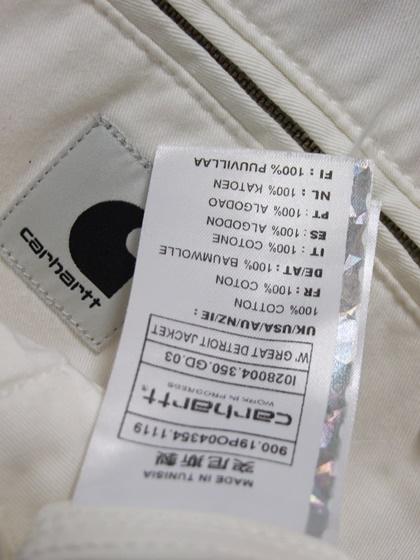 carhartt
MADE IN TUNISIA
突尼斯製
900.19PO04354.1119
carhartt
WORK IN PROGRESS
I028004.350.GD.03
W' GREAT DETROIT JACKET
UK/USA/AU/NZ/IE :
100% COTTON
FR : 100% COTON
DE/AT : 100% BAUMWOLLE
IT : 100% COTONE
ES : 100% ALGODON
PT : 100% ALGODAO
NL : 100% KATOEN
FI : 100% PUUVILLAA